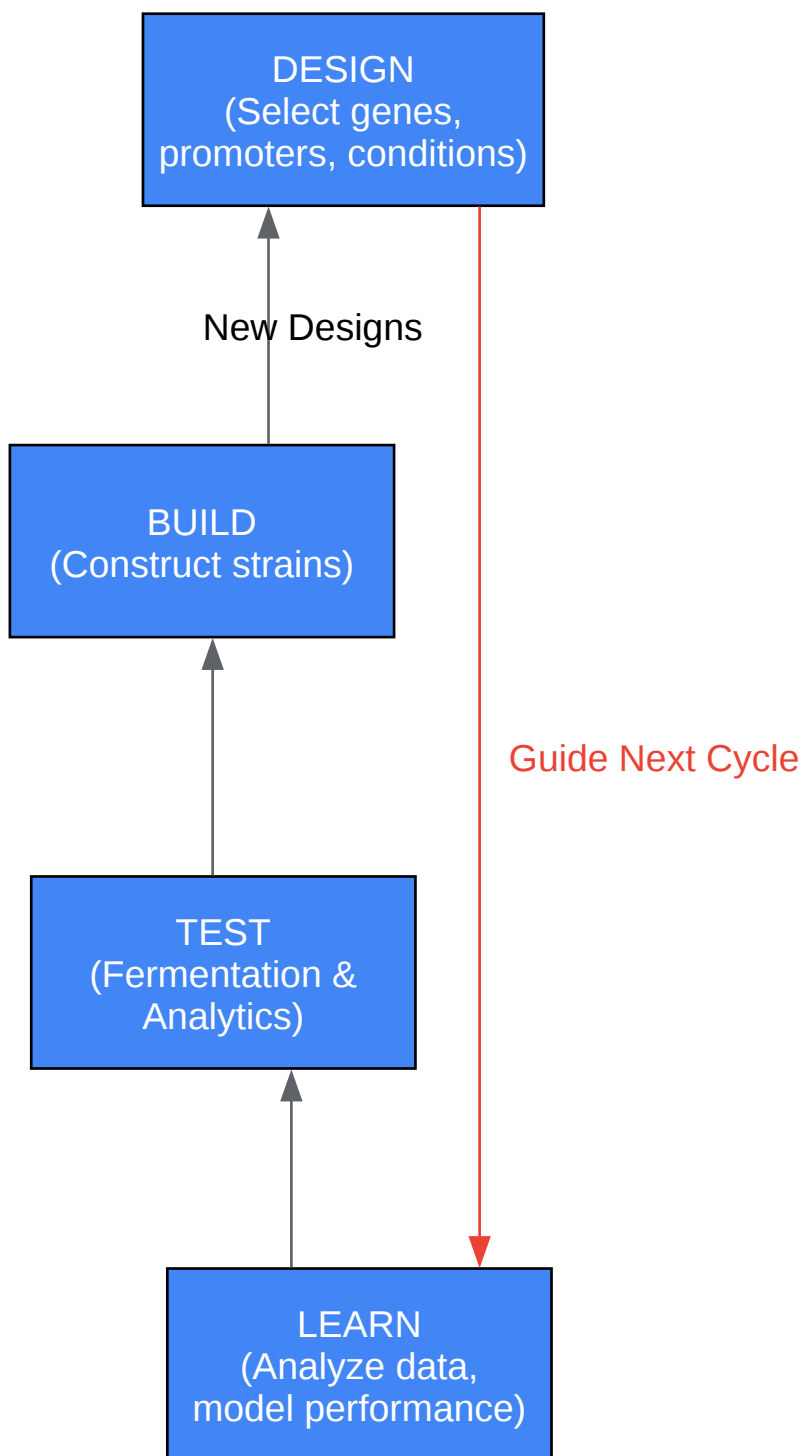 DESIGN
(Select genes,
promoters, conditions)
New Designs
BUILD
(Construct strains)
Guide Next Cycle
TEST
(Fermentation &
Analytics)
LEARN
(Analyze data,
model performance)